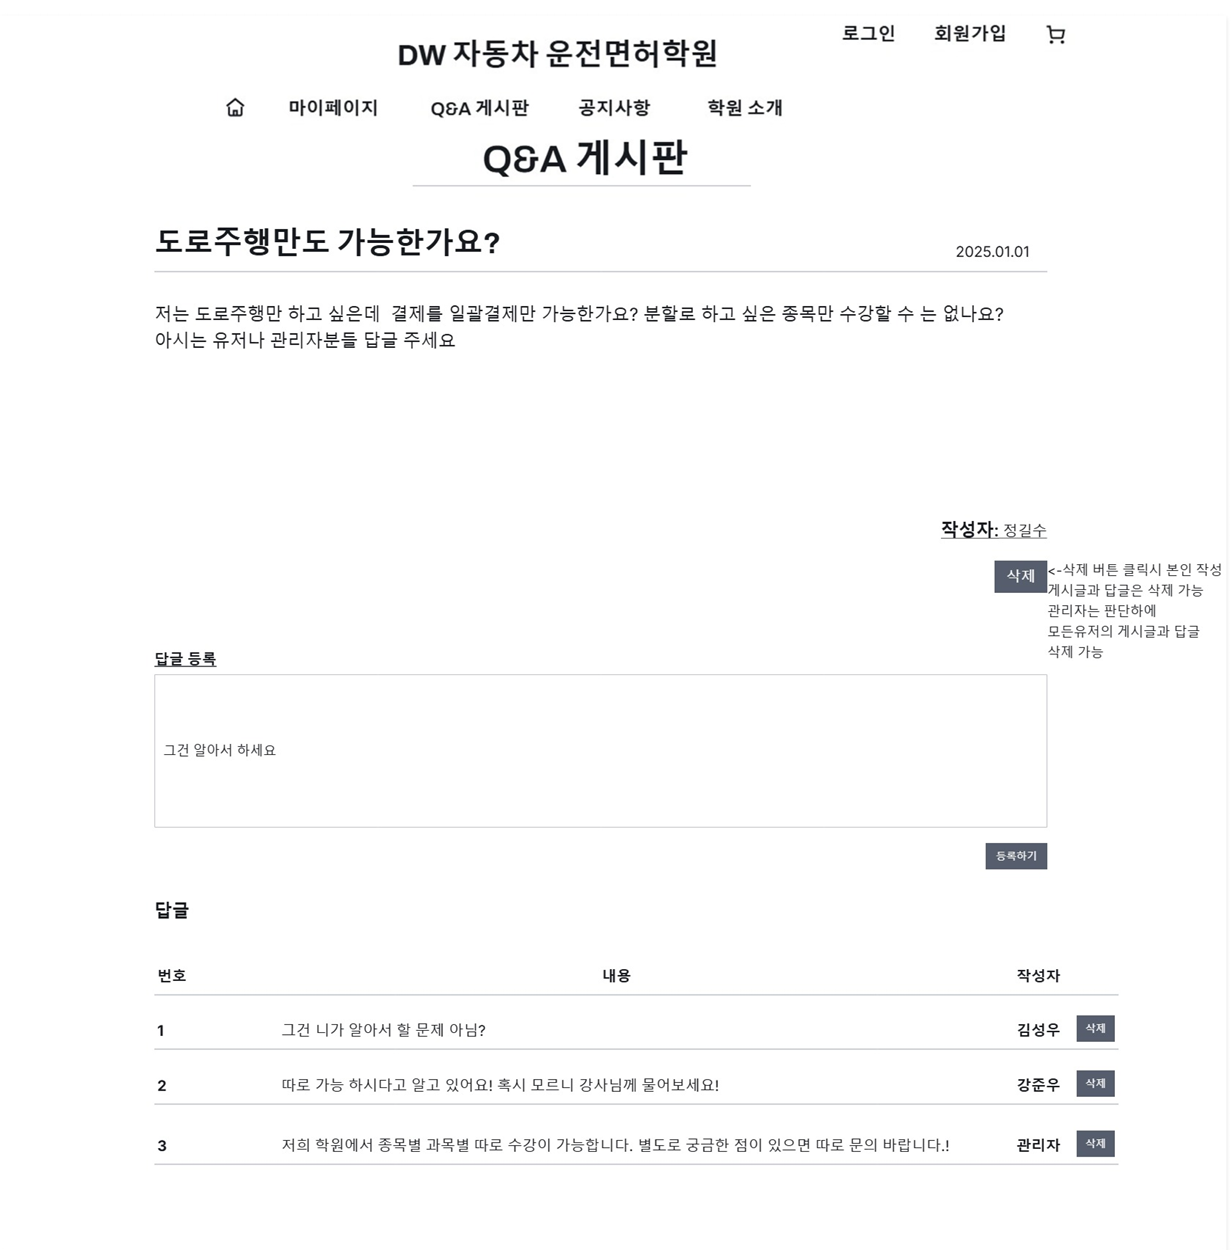 로그인 회원가입
DW 자동차 운전면허학원
마이페이지 Q&A 게시판 공지사항 학원 소개
Q&A 게시판
도로주행만도 가능한가요?
2025.01.01
저는 도로주행만 하고 싶은데  결제를 일괄결제만 가능한가요? 분할로 하고 싶은 종목만 수강할 수 는 없나요?
아시는 유저나 관리자분들 답글 주세요
작성자: 정길수
삭제
<-삭제 버튼 클릭시 본인 작성
게시글과 답글은 삭제 가능
관리자는 판단하에
모든유저의 게시글과 답글
삭제 가능
답글 등록
그건 알아서 하세요
등록하기
답글
번호 내용 작성자
1 그건 니가 알아서 할 문제 아님? 김성우 삭제
2 따로 가능 하시다고 알고 있어요! 혹시 모르니 강사님께 물어보세요! 강준우 삭제
3 저희 학원에서 종목별 과목별 따로 수강이 가능합니다. 별도로 궁금한 점이 있으면 따로 문의 바랍니다.! 관리자 삭제